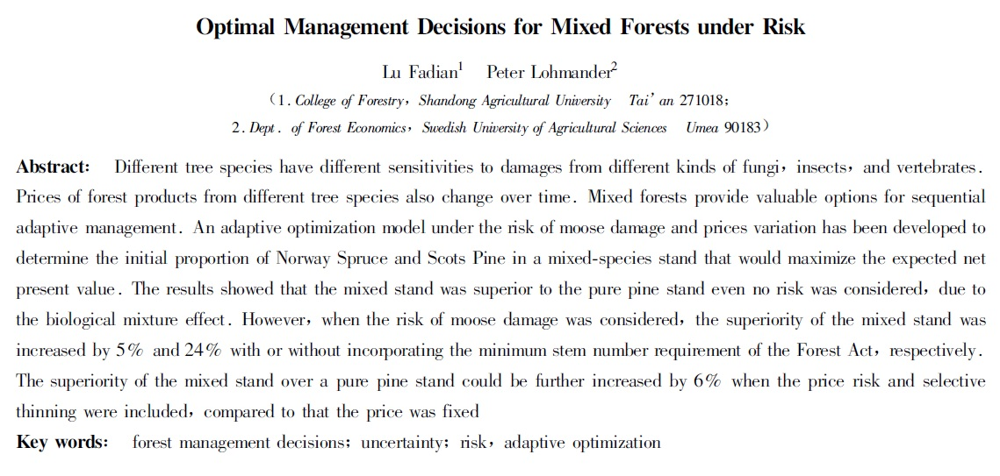 Optimal Management Decisions for Mixed Forests under Risk
Lu Fadian1 Peter Lohmander2
(1. College of Forestry, Shandong Agricultural University Tai’an 271018;
2. Dept. of Forest Economics, Swedish University of Agricultural Sciences Umea 90183)
Abstract: Different tree species have different sensitivities to damages from different kinds of fungi, insects, and vertebrates.
Prices of forest products from different tree species also change over time. Mixed forests provide valuable options for sequential
adaptive management. An adaptive optimization model under the risk of moose damage and prices variation has been developed to
determine the initial proportion of Norway Spruce and Scots Pine in a mixed-species stand that would maximize the expected net
present value. The results showed that the mixed stand was superior to the pure pine stand even no risk was considered, due to
the biological mixture effect. However, when the risk of moose damage was considered, the superiority of the mixed stand was
increased by 5% and 24% with or without incorporating the minimum stem number requirement of the Forest Act, respectively.
The superiority of the mixed stand over a pure pine stand could be further increased by 6% when the price risk and selective
thinning were included, compared to that the price was fixed
Key words: forest management decisions; uncertainty; risk, adaptive optimization